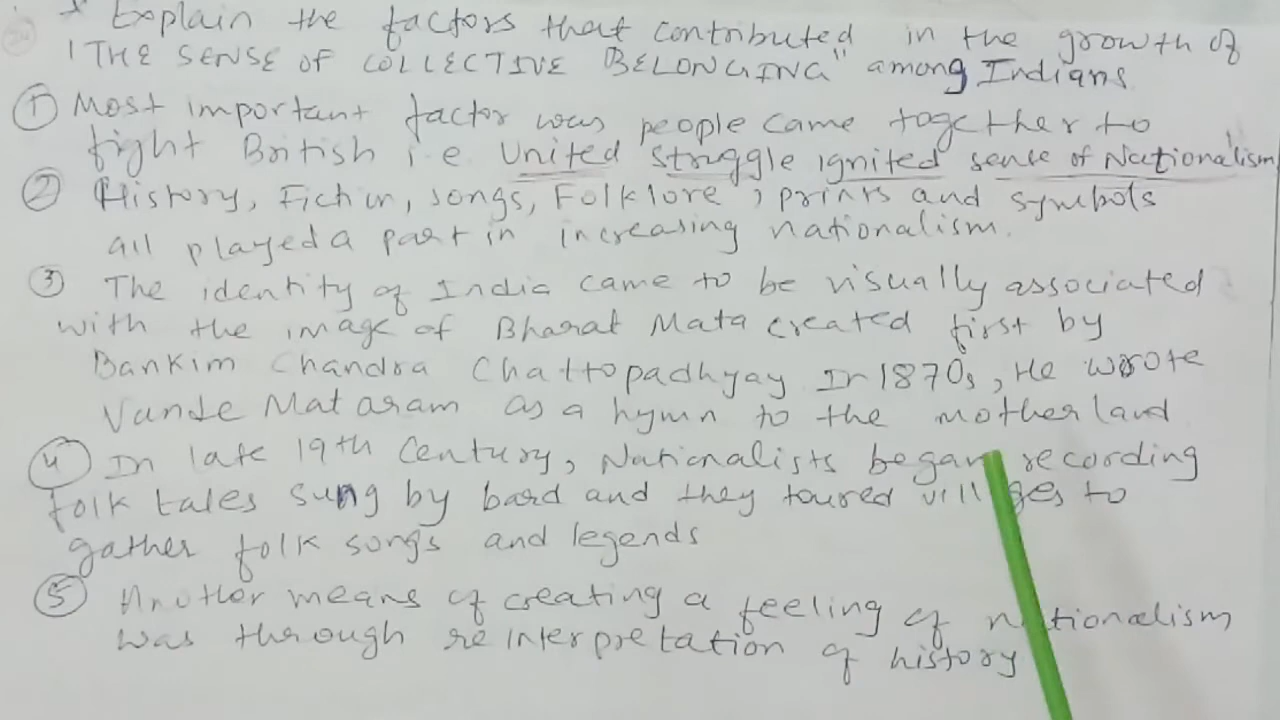 * Explain the factors that contributed in the growth of
"THE SENSE OF COLLECTIVE BELONGING" among Indians
① Most important factor was people came together to
fight British i.e United struggle ignited sense of Nationalism
② History, Fiction, songs, Folklore, prints and symbols
all played a part in increasing nationalism.
③ The identity of India came to be visually associated
with the image of Bharat Mata created first by
Bankim Chandra Chattopadhyay In 1870s, He wrote
Vande Mataram as a hymn to the motherland
④ In late 19th Century, Nationalists began recording
folk tales sung by bard and they toured villages to
gather folk songs and legends
⑤ Another means of creating a feeling of nationalism
was through reinterpretation of history